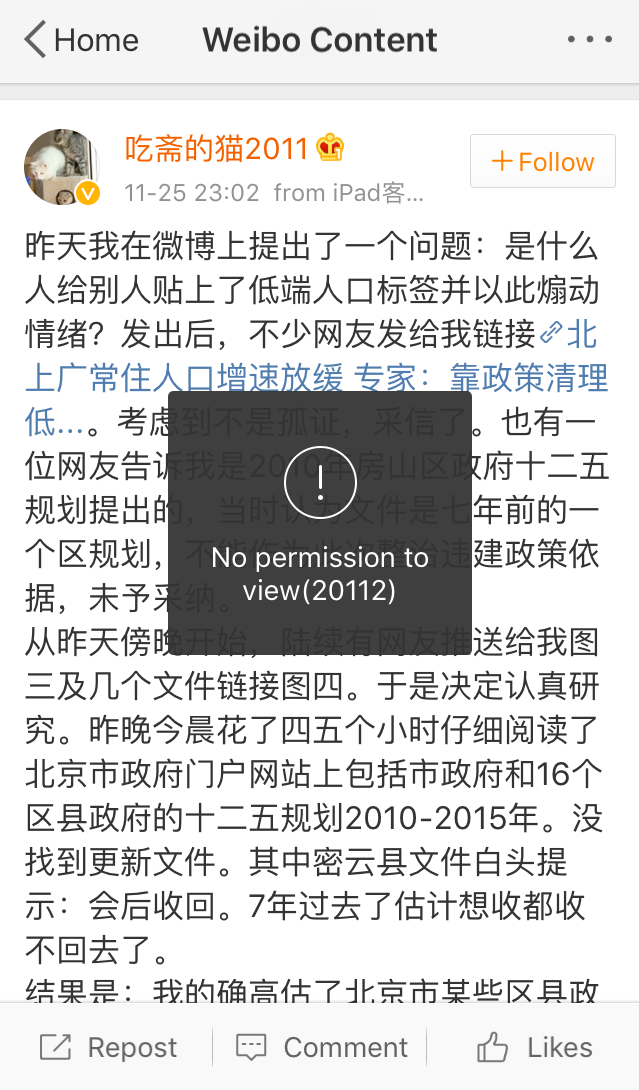 Home
Weibo Content
吃斋的猫2011
11-25 23:02 from iPad客...
Follow
昨天我在微博上提出了一个问题：是什么
人给别人贴上了低端人口标签并以此煽动
情绪？发出后，不少网友发给我链接北
上广常住人口增速放缓 专家：靠政策清理
低...。考虑到不是孤证，采信了。也有一
位网友告诉我是2010年房山区政府十二五
规划提出的，当时认为文件是七年前的一
个区规划，不能作为此次整治违建政策依
据，未予采纳。
No permission to
view(20112)
从昨天傍晚开始，陆续有网友推送给我图
三及几个文件链接图四。于是决定认真研
究。昨晚今晨花了四五个小时仔细阅读了
北京市政府门户网站上包括市政府和16个
区县政府的十二五规划2010-2015年。没
找到更新文件。其中密云县文件白头提
示：会后收回。7年过去了估计想收都收
不回去了。
结果是：我的确高估了北京市某些区县政
Repost
Comment
Likes